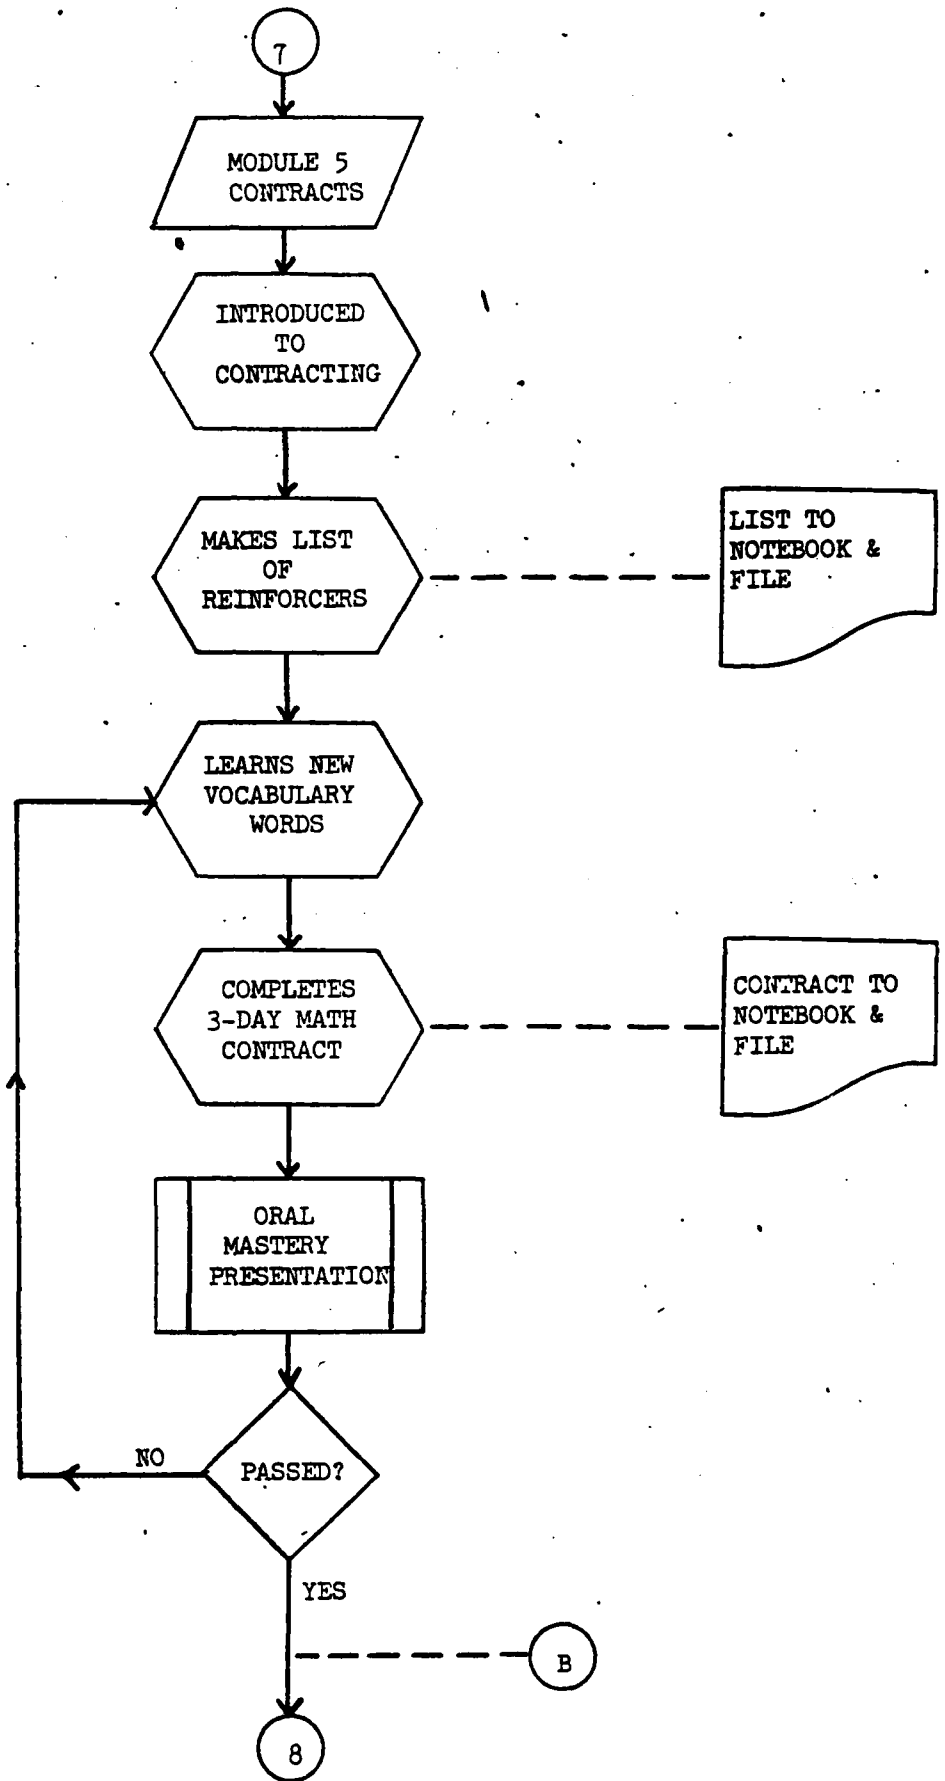 7
MODULE 5
CONTRACTS
INTRODUCED
TO
CONTRACTING
MAKES LIST
OF
REINFORCERS
LIST TO
NOTEBOOK &
FILE
LEARNS NEW
VOCABULARY
WORDS
COMPLETES
3-DAY MATH
CONTRACT
CONTRACT TO
NOTEBOOK &
FILE
ORAL
MASTERY
PRESENTATION
PASSED?
NO
YES
B
8